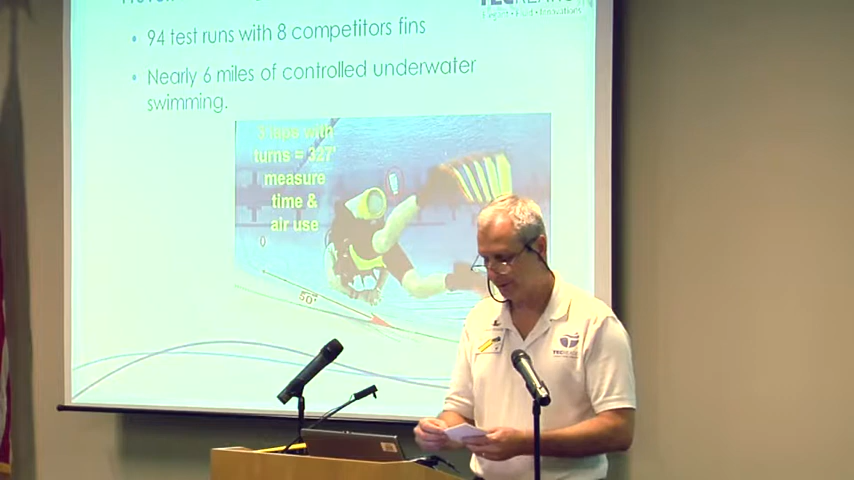 • 94 test runs with 8 competitors fins
• Nearly 6 miles of controlled underwater
swimming.
3 laps with
turns = 327'
measure
time &
air use
0
50'